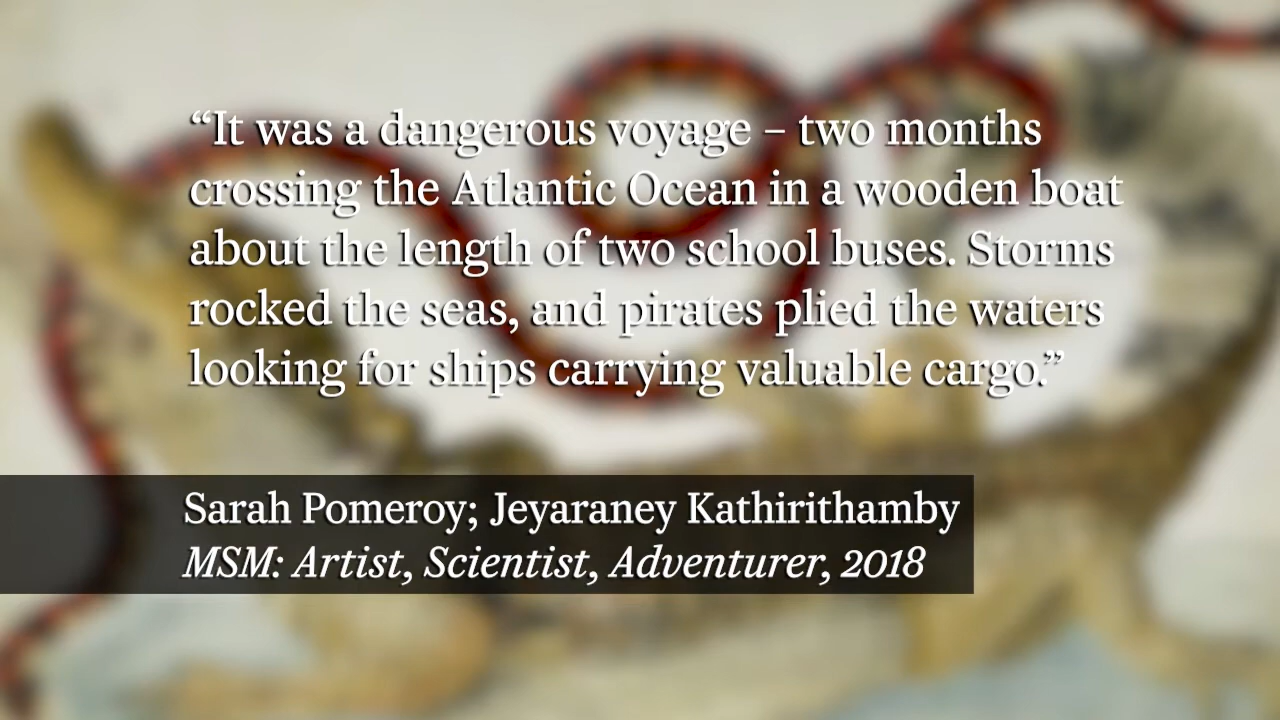 “It was a dangerous voyage – two months
crossing the Atlantic Ocean in a wooden boat
about the length of two school buses. Storms
rocked the seas, and pirates plied the waters
looking for ships carrying valuable cargo.”
Sarah Pomeroy; Jeyaraney Kathirithamby
MSM: Artist, Scientist, Adventurer, 2018